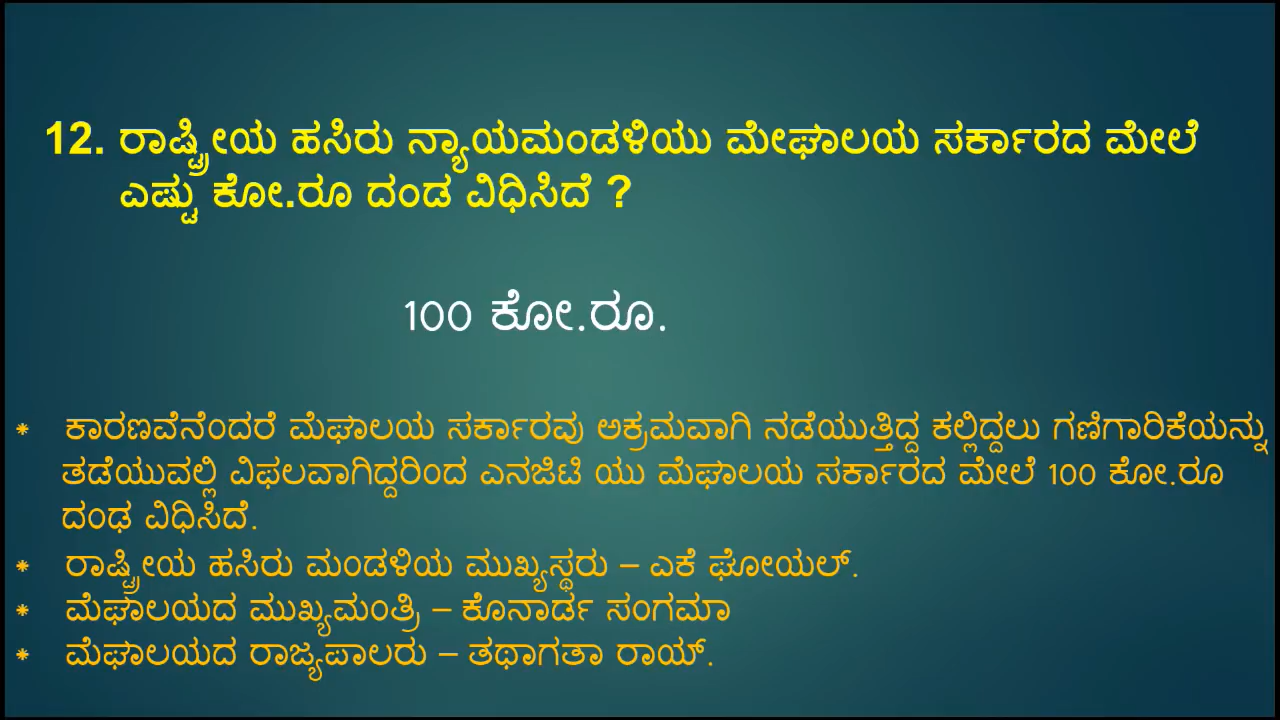 12. ರಾಷ್ಟ್ರೀಯ ಹಸಿರು ನ್ಯಾಯಮಂಡಳಿಯು ಮೇಘಾಲಯ ಸರ್ಕಾರದ ಮೇಲೆ
ಎಷ್ಟು ಕೋ.ರೂ ದಂಡ ವಿಧಿಸಿದೆ ?
100 ಕೋ.ರೂ.
* ಕಾರಣವೆನೆಂದರೆ ಮೆಘಾಲಯ ಸರ್ಕಾರವು ಅಕ್ರಮವಾಗಿ ನಡೆಯುತ್ತಿದ್ದ ಕಲ್ಲಿದ್ದಲು ಗಣಿಗಾರಿಕೆಯನ್ನು
ತಡೆಯುವಲ್ಲಿ ವಿಫಲವಾಗಿದ್ದರಿಂದ ಎನಜಿಟಿ ಯು ಮೆಘಾಲಯ ಸರ್ಕಾರದ ಮೇಲೆ 100 ಕೋ.ರೂ
ದಂಢ ವಿಧಿಸಿದೆ.
* ರಾಷ್ಟ್ರೀಯ ಹಸಿರು ಮಂಡಳಿಯ ಮುಖ್ಯಸ್ಥರು – ಎಕೆ ಘೋಯಲ್.
* ಮೆಘಾಲಯದ ಮುಖ್ಯಮಂತ್ರಿ – ಕೊನಾರ್ಡ ಸಂಗಮಾ
* ಮೆಘಾಲಯದ ರಾಜ್ಯಪಾಲರು – ತಥಾಗತಾ ರಾಯ್.